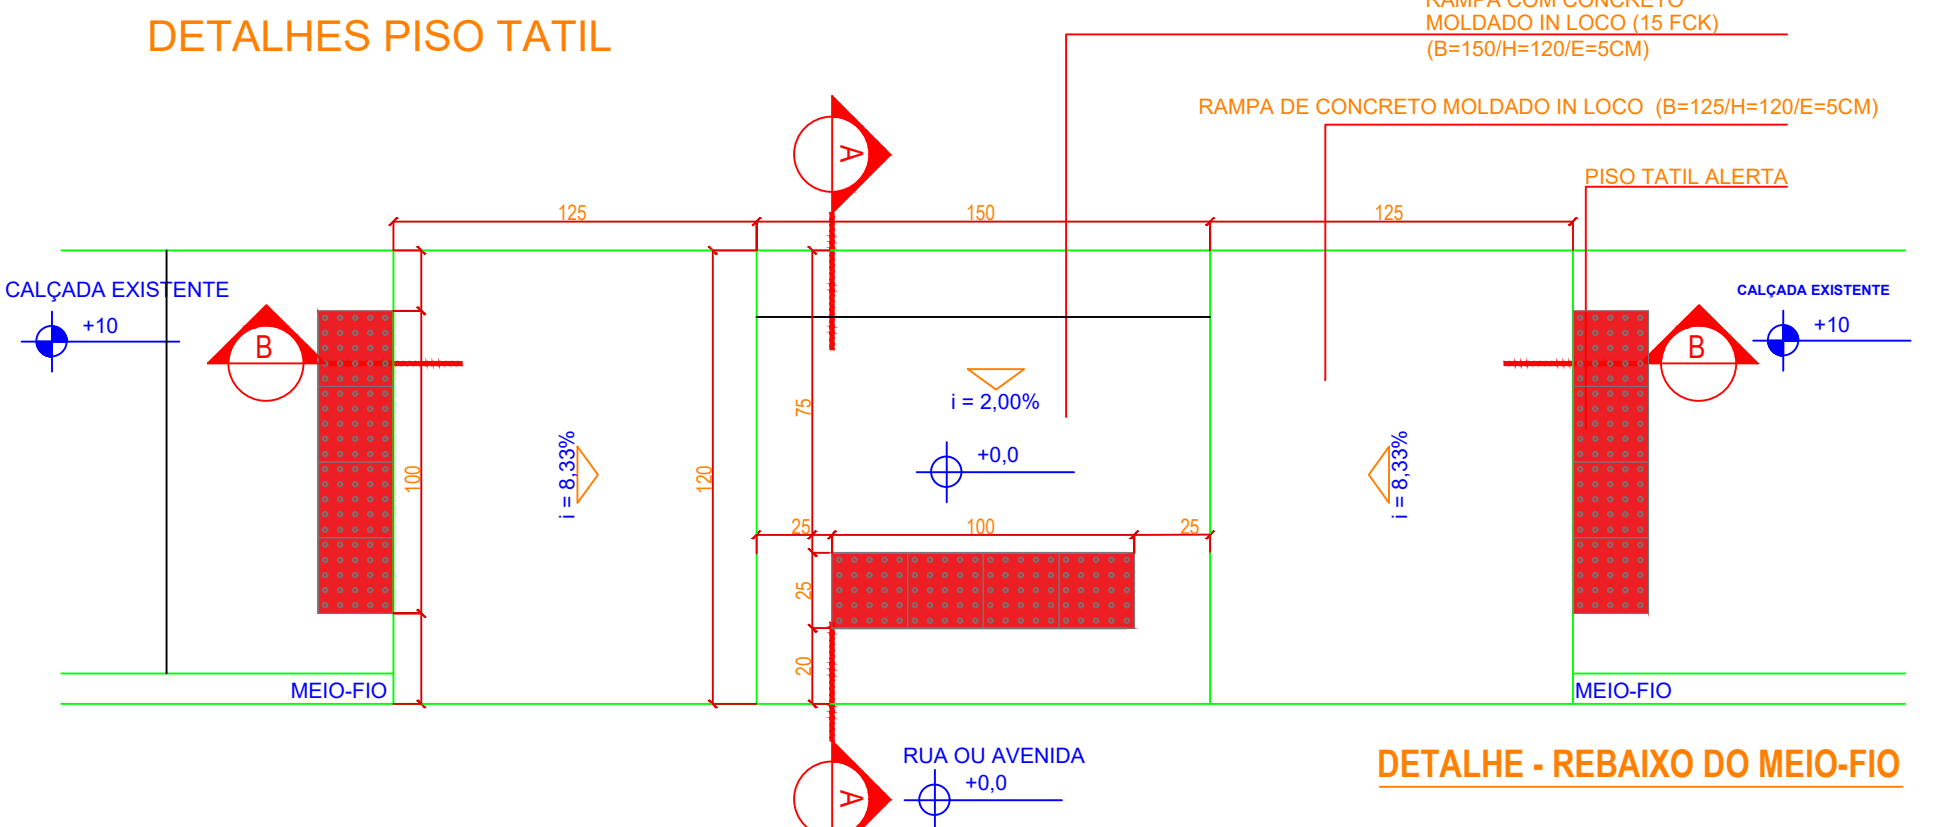 RAMPA COM CONCRETO
DETALHES PISO TATIL
MOLDADO IN LOCO (15 FCK)
(B=150/H=120/E=5CM)
RAMPA DE CONCRETO MOLDADO IN LOCO (B=125/H=120/E=5CM)
A
PISO TATIL ALERTA
125
150
125
CALÇADA EXISTENTE
+10
B
CALÇADA EXISTENTE
+10
B
i = 2,00%
75
+0,0
i = 8,33%
i = 8,33%
100
120
25
100
25
25
20
MEIO-FIO
MEIO-FIO
RUA OU AVENIDA
+0,0
A
DETALHE - REBAIXO DO MEIO-FIO